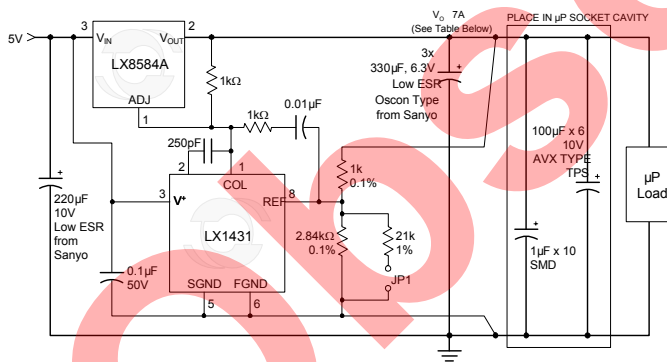 5V
3
V_IN
V_OUT
2
LX8584A
ADJ
1
1kΩ
1kΩ
0.01µF
250pF
2
1
COL
3
V+
REF
8
LX1431
SGND
FGND
5
6
220µF
10V
Low ESR
from
Sanyo
0.1µF
50V
V_O 7A
(See Table Below)
3x
330µF, 6.3V
Low ESR
Oscon Type
from Sanyo
1k
0.1%
2.84kΩ
0.1%
21k
1%
JP1
PLACE IN µP SOCKET CAVITY
100µF x 6
10V
AVX TYPE
TPS
1µF x 10
SMD
µP
Load
+
+
+
+